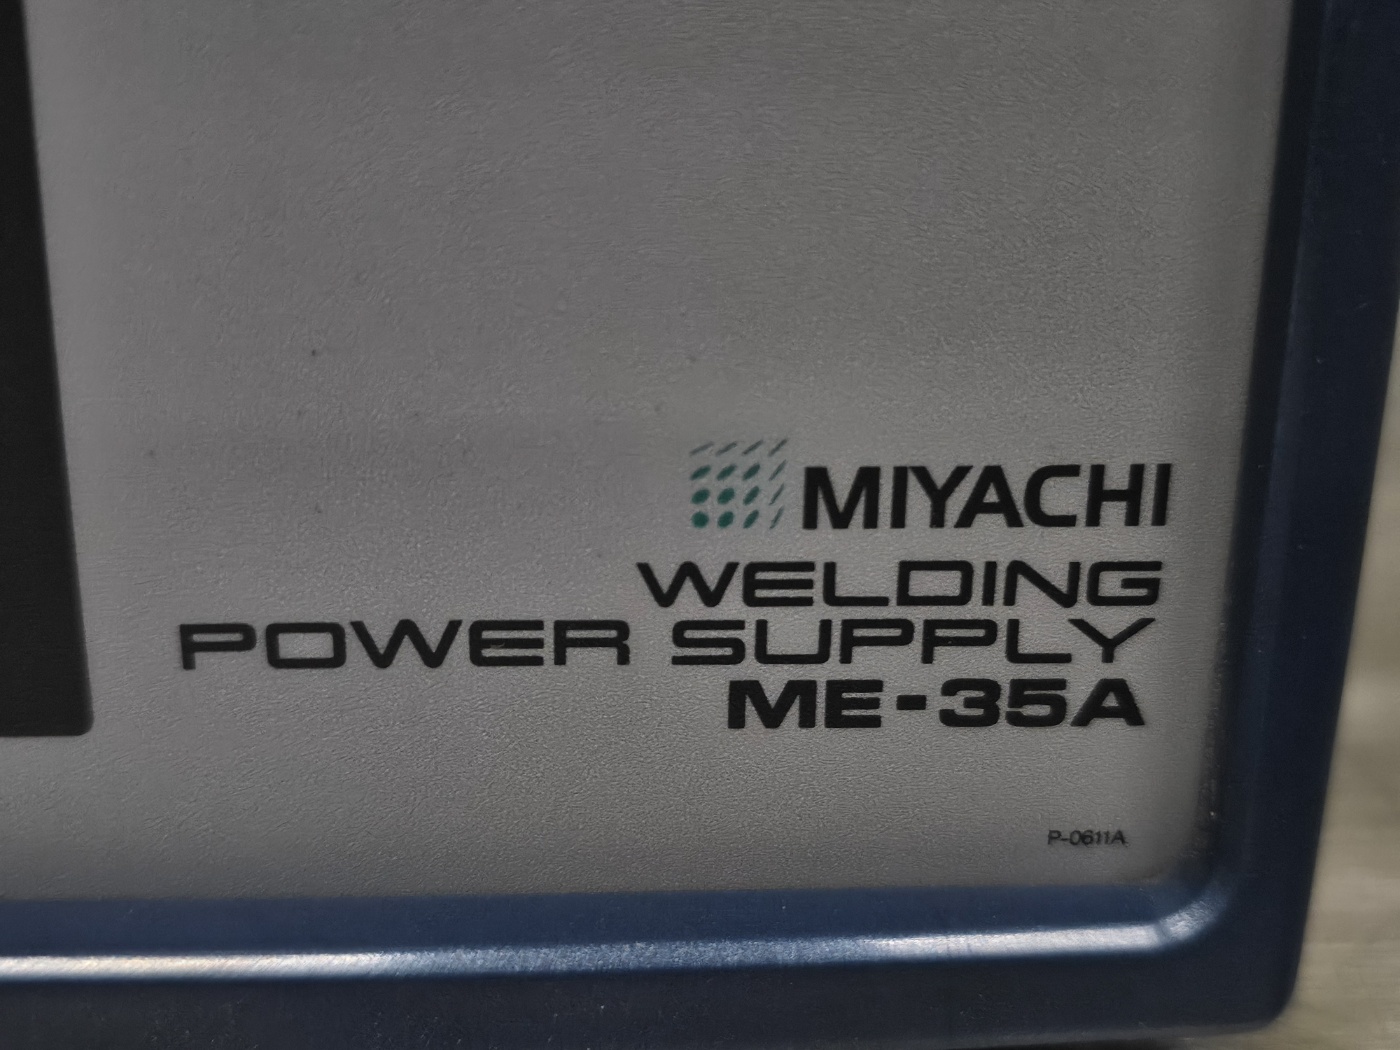 MIYACHI
WELDING
POWER SUPPLY
ME-35A
P-0611A